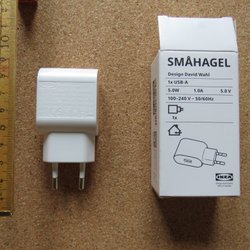 SMÅHAGEL
Design David Wahl
1x USB-A
5.0W 1.0A 5.0 V
100-240 V ~ 50/60Hz
1x
IKEA